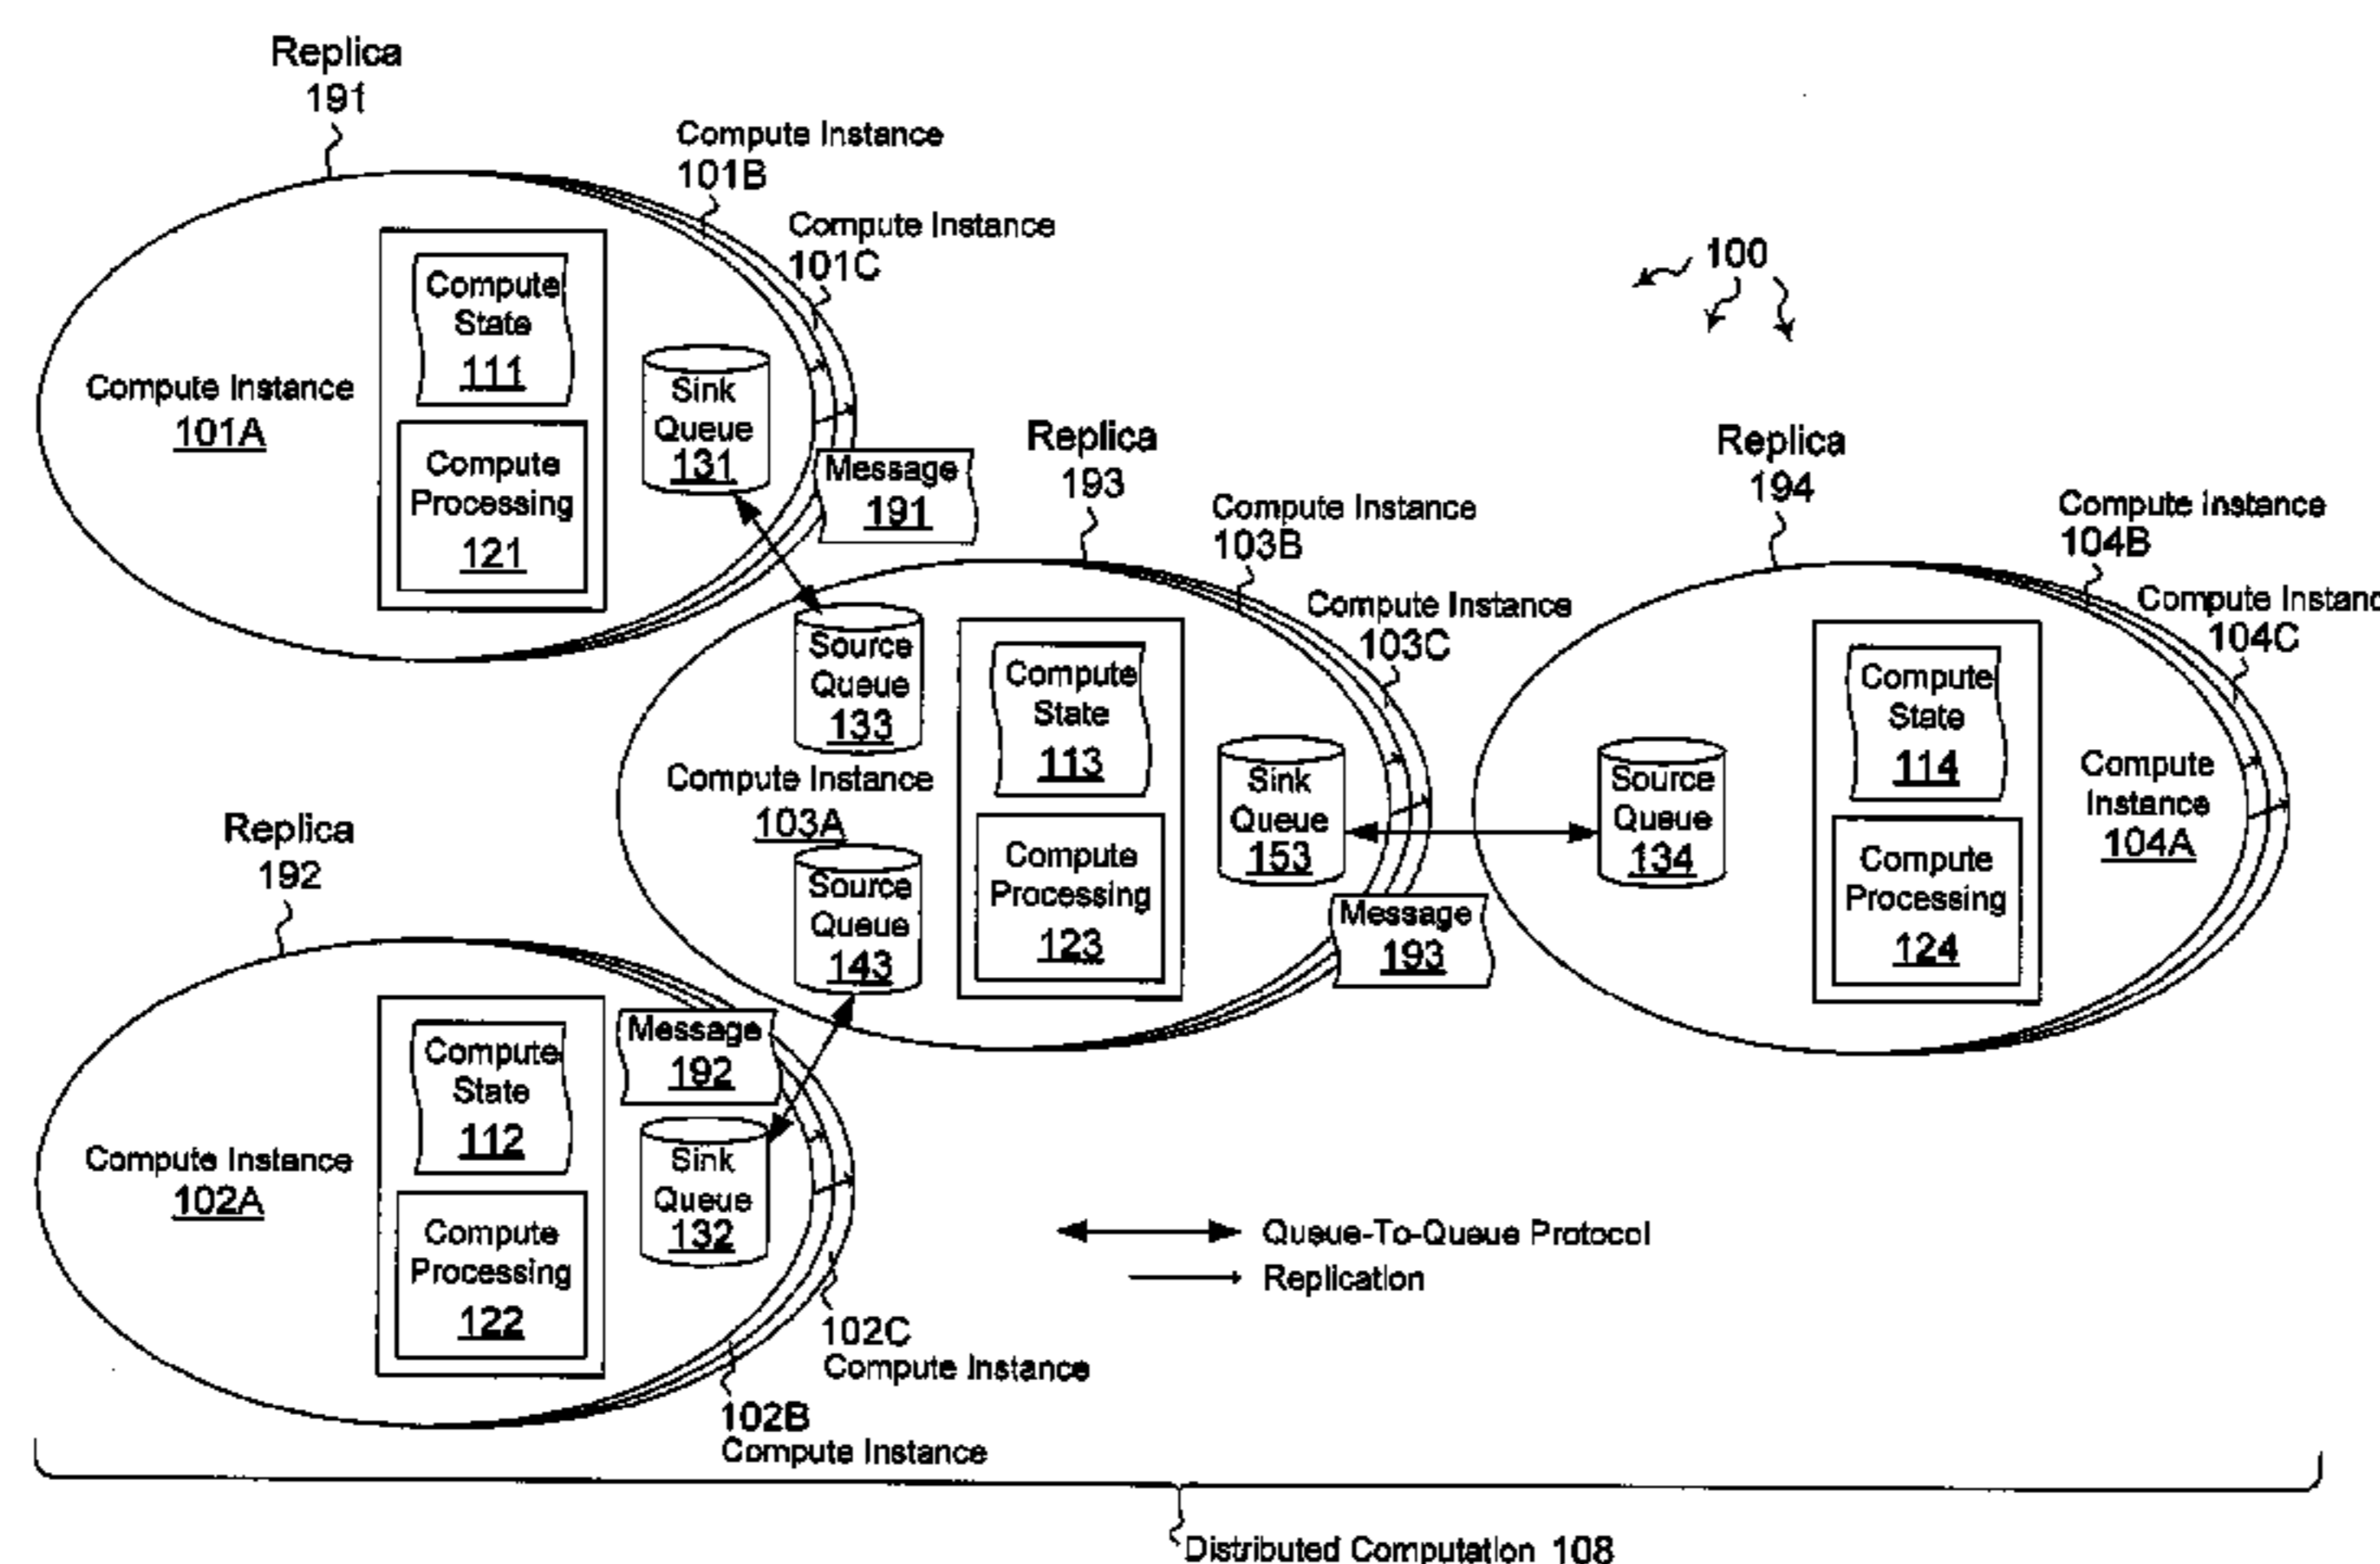 Replica
191
Compute Instance
101B
Compute Instance
101C
100
Compute
State
111
Compute Instance
101A
Sink
Queue
131
Compute
Processing
121
Message
191
Replica
193
Compute Instance
103B
Compute Instance
103C
Replica
194
Compute Instance
104B
Compute Instanc
104C
Source
Queue
133
Compute
State
113
Compute Instance
103A
Sink
Queue
153
Source
Queue
134
Compute
State
114
Compute
Instance
104A
Source
Queue
143
Compute
Processing
123
Message
193
Compute
Processing
124
Replica
192
Compute
State
112
Message
192
Compute Instance
102A
Sink
Queue
132
Compute
Processing
122
Queue-To-Queue Protocol
Replication
102C
Compute Instance
102B
Compute Instance
Distributed Computation 108